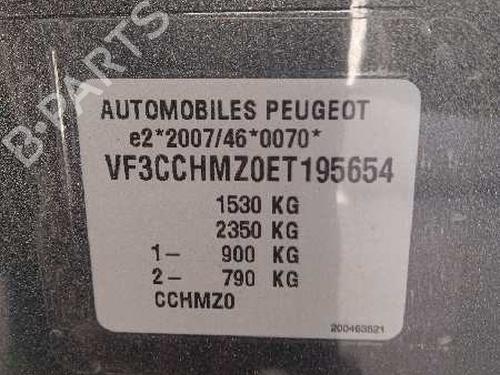 B-PARTS
AUTOMOBILES PEUGEOT
e2*2007/46*0070*
VF3CCHMZ0ET195654
1530 KG
2350 KG
1- 900 KG
2- 790 KG
CCHMZ0
200463521